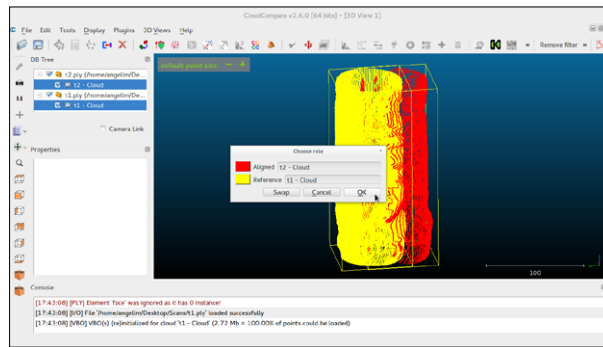 CloudCompare v2.6.0 [64 bits] - [3D View 1]
File Edit Tools Display Plugins 3D Views Help
Remove filter
DB Tree
default point size
t2.ply (/home/angelim/De...
t2 - Cloud
t1.ply (/home/angelim/De...
t1 - Cloud
Camera Link
Properties
Choose role
Aligned t2 - Cloud
Reference t1 - Cloud
Swap Cancel OK
100
Console
[17:43:08] [PLY] Element 'face' was ignored as it has 0 instance!
[17:43:08] [I/O] File '/home/angelim/Desktop/Scans/t1.ply' loaded successfully
[17:43:08] [VBO] VBO(s) (re)initialized for cloud 't1 - Cloud' (2.72 Mb = 100.00% of points could be loaded)